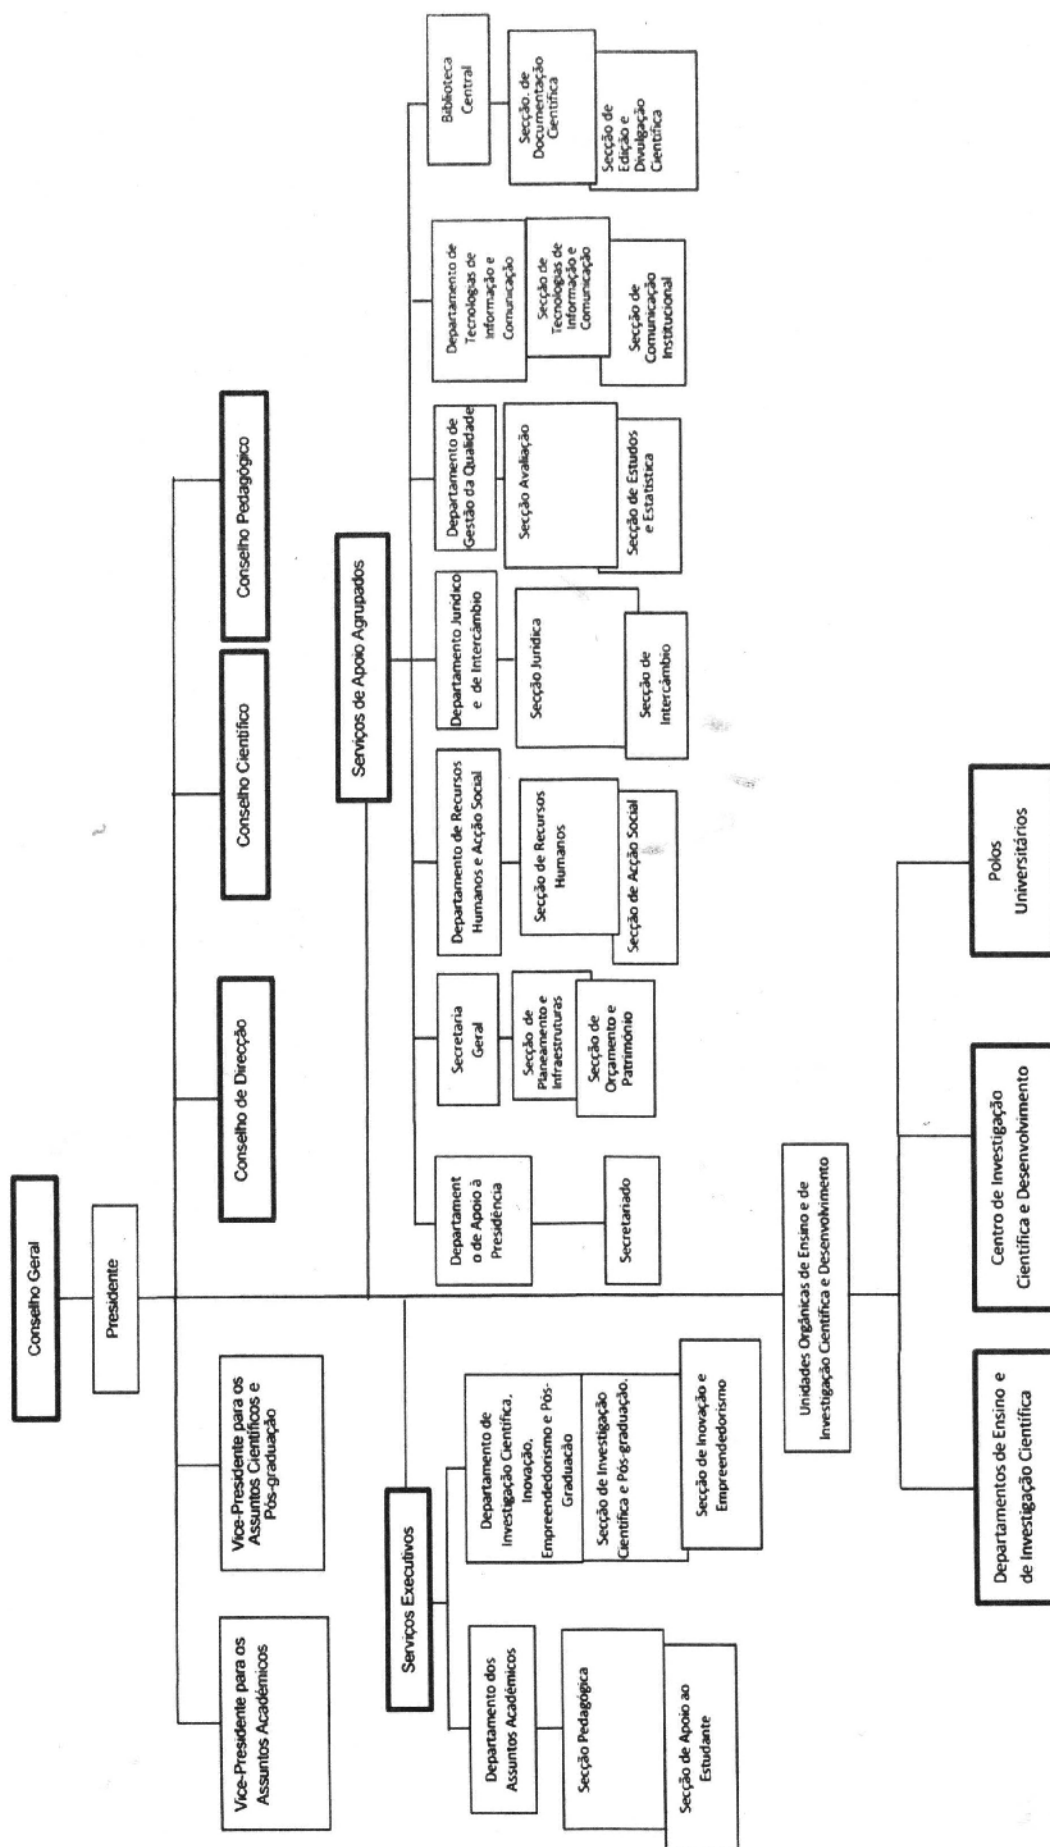 Conselho Geral
Presidente
Vice-Presidente para os
Assuntos Académicos
Vice-Presidente para os
Assuntos Científicos e
Pós-graduação
Conselho de Direcção
Conselho Científico
Conselho Pedagógico
Serviços Executivos
Departamento dos
Assuntos Académicos
Secção Pedagógica
Secção de Apoio ao
Estudante
Departamento de
Investigação Científica,
Inovação,
Empreendedorismo e Pós-
Graduacão
Secção de Investigação
Científica e Pós-graduação.
Secção de Inovação e
Empreendedorismo
Serviços de Apoio Agrupados
Departament
o de Apoio à
Presidência
Secretariado
Secretaria
Geral
Secção de
Planeamento e
Infraestruturas
Secção de
Orçamento e
Património
Departamento de Recursos
Humanos e Acção Social
Secção de Recursos
Humanos
Secção de Acção Social
Departamento Jurídico
e de Intercâmbio
Secção Jurídica
Secção de
Intercâmbio
Departamento de
Gestão da Qualidade
Secção Avaliação
Secção de Estudos
e Estatística
Departamento de
Tecnologias de
Informação e
Comunicação
Secção de
Tecnologias de
Informação e
Comunicação
Secção de
Comunicação
Institucional
Biblioteca
Central
Secção. de
Documentação
Científica
Secção de
Edição e
Divulgação
Científica
Unidades Orgânicas de Ensino e de
Investigação Científica e Desenvolvimento
Departamentos de Ensino e
de Investigação Científica
Centro de Investigação
Científica e Desenvolvimento
Polos
Universitários